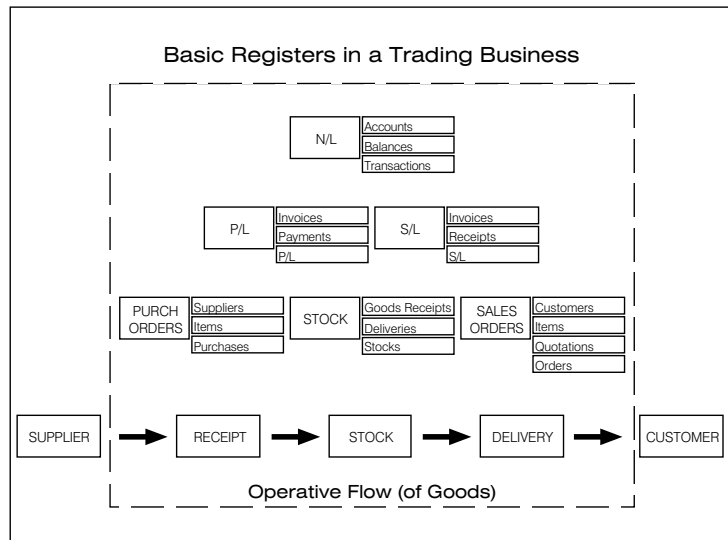 Basic Registers in a Trading Business
N/L
Accounts
Balances
Transactions
P/L
Invoices
Payments
P/L
S/L
Invoices
Receipts
S/L
PURCH
ORDERS
Suppliers
Items
Purchases
STOCK
Goods Receipts
Deliveries
Stocks
SALES
ORDERS
Customers
Items
Quotations
Orders
SUPPLIER
RECEIPT
STOCK
DELIVERY
CUSTOMER
Operative Flow (of Goods)